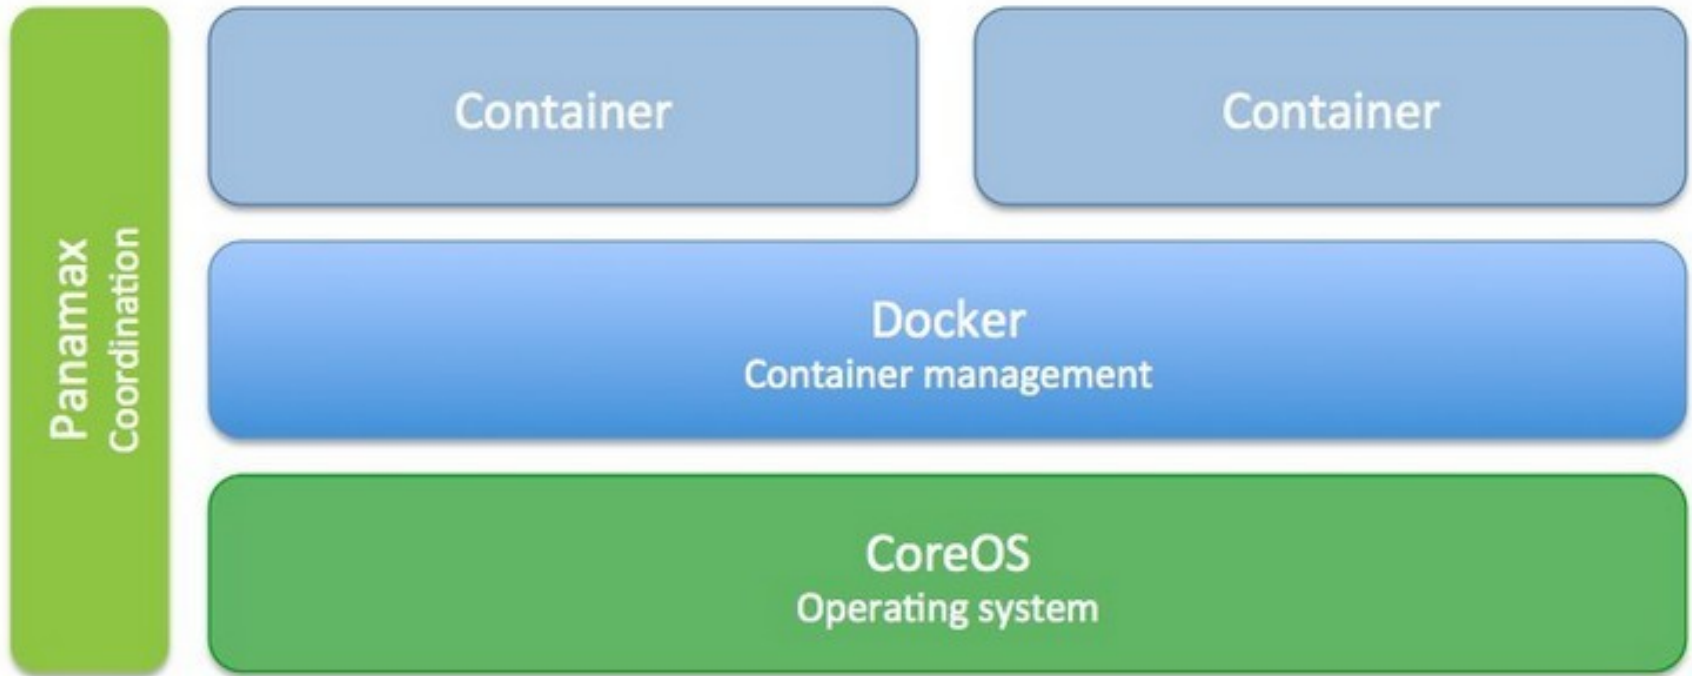 Panamax
Coordination
Container
Container
Docker
Container management
CoreOS
Operating system